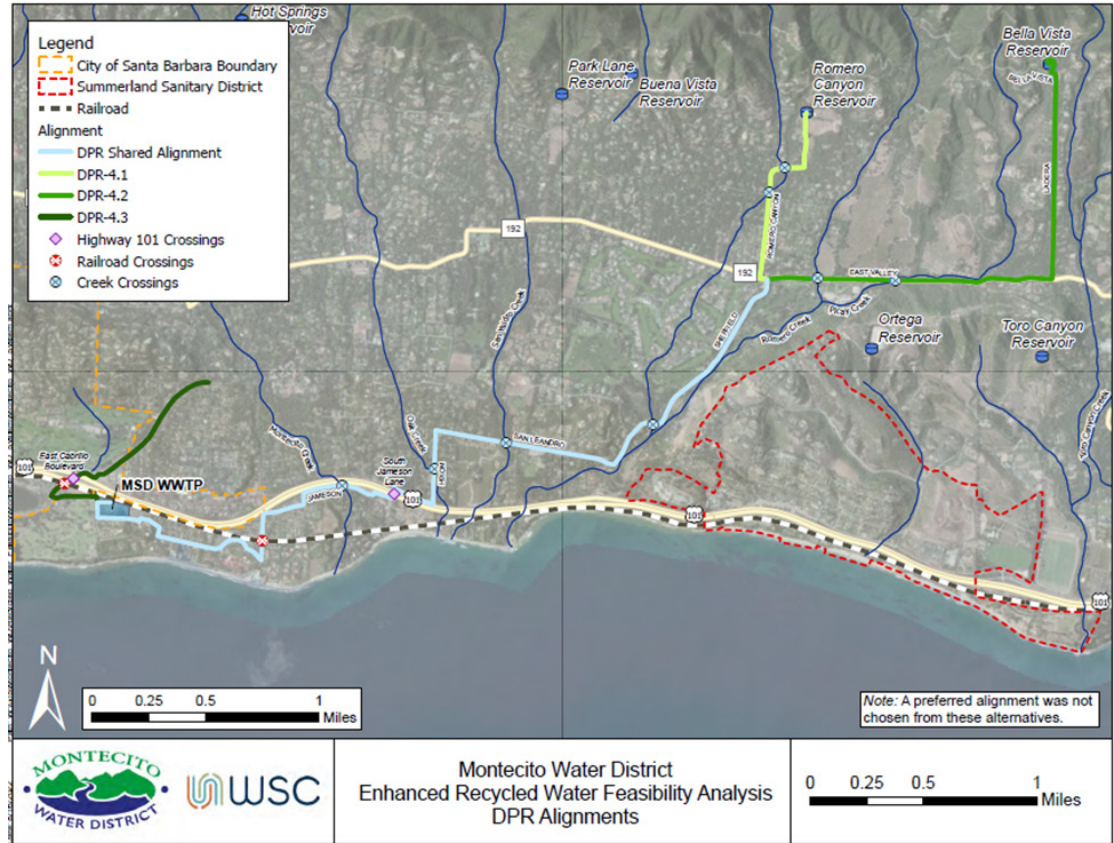 Hot Springs
Reservoir
Legend
City of Santa Barbara Boundary
Summerland Sanitary District
Railroad
Alignment
DPR Shared Alignment
DPR-4.1
DPR-4.2
DPR-4.3
Highway 101 Crossings
Railroad Crossings
Creek Crossings
Park Lane
Reservoir
Buena Vista
Reservoir
Romero
Canyon
Reservoir
Bella Vista
Reservoir
BELLA VISTA
LADERA
ROMERO CANYON
192
192
EAST VALLEY
Picay Creek
Romero Creek
SHEFFIELD
Ortega
Reservoir
Toro Canyon
Reservoir
Toro Canyon Creek
San Ysidro Creek
Oak Creek
Montecito Creek
SAN LEANDRO
HIXON
South
Jameson
Lane
JAMESON
East Cabrillo
Boulevard
MSD WWTP
101
101
101
101
N
0 0.25 0.5 1
Miles
Note: A preferred alignment was not
chosen from these alternatives.
MONTECITO
WATER DISTRICT
WSC
Montecito Water District
Enhanced Recycled Water Feasibility Analysis
DPR Alignments
0 0.25 0.5 1
Miles